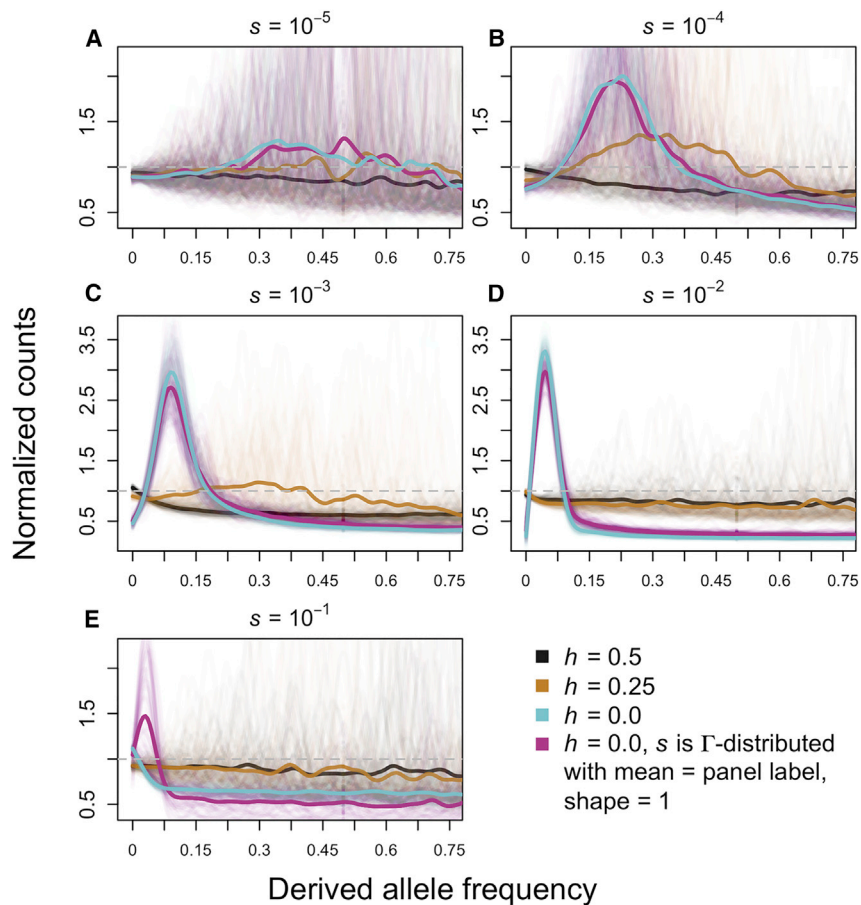 A
s = 10⁻⁵
B
s = 10⁻⁴
1.5
0.5
1.5
0.5
0 0.15 0.3 0.45 0.6 0.75
0 0.15 0.3 0.45 0.6 0.75
C
s = 10⁻³
D
s = 10⁻²
3.5
2.5
1.5
0.5
3.5
2.5
1.5
0.5
0 0.15 0.3 0.45 0.6 0.75
0 0.15 0.3 0.45 0.6 0.75
Normalized counts
E
s = 10⁻¹
1.5
0.5
0 0.15 0.3 0.45 0.6 0.75
h = 0.5
h = 0.25
h = 0.0
h = 0.0, s is Γ-distributed
with mean = panel label,
shape = 1
Derived allele frequency